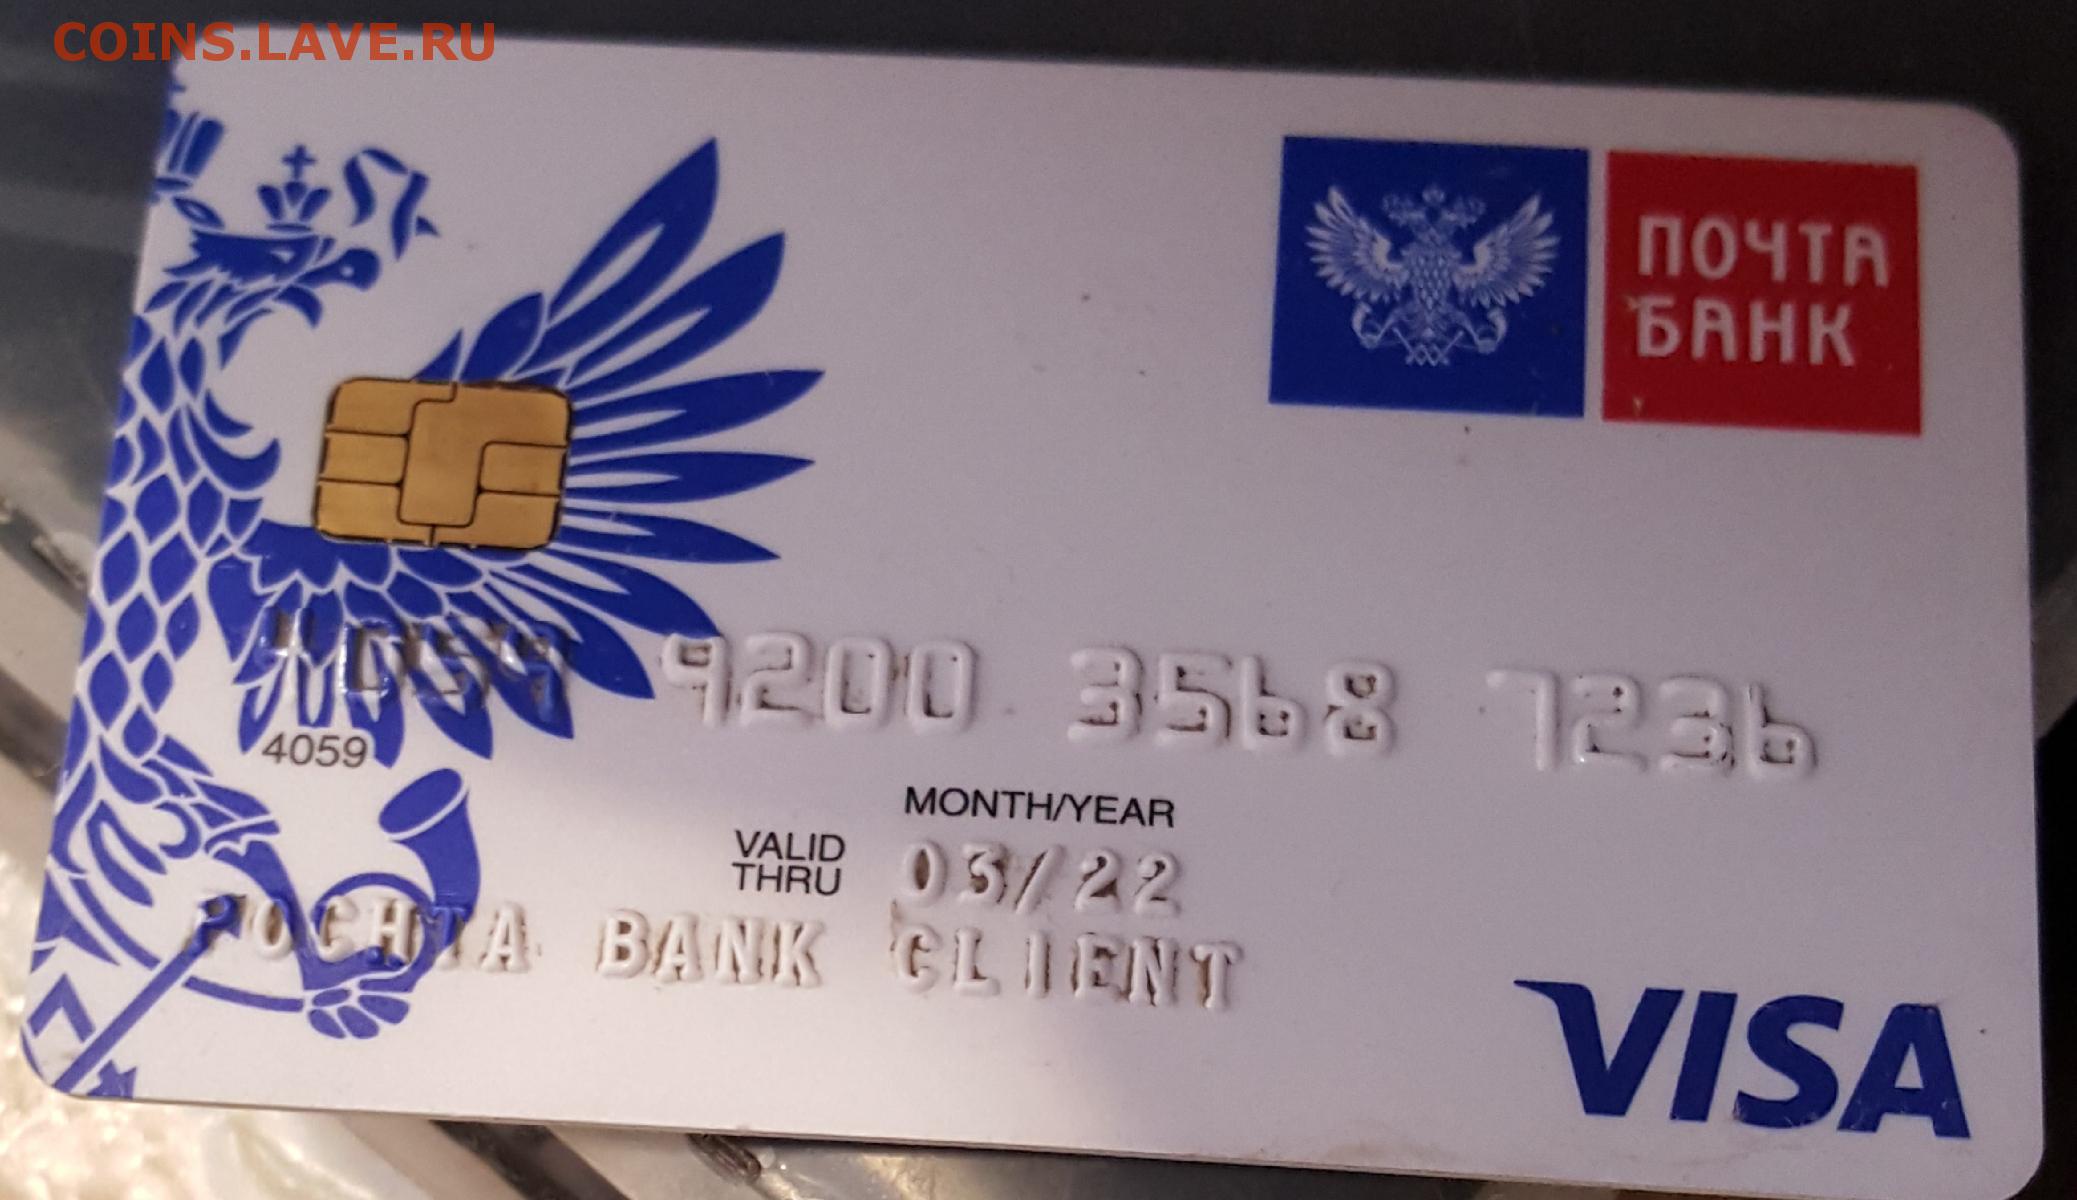 COINS.LAVE.RU
ПОЧТА
БАНК
4059 9200 3568 7236
4059
MONTH/YEAR
VALID
THRU
03/22
POCHTA BANK CLIENT
VISA